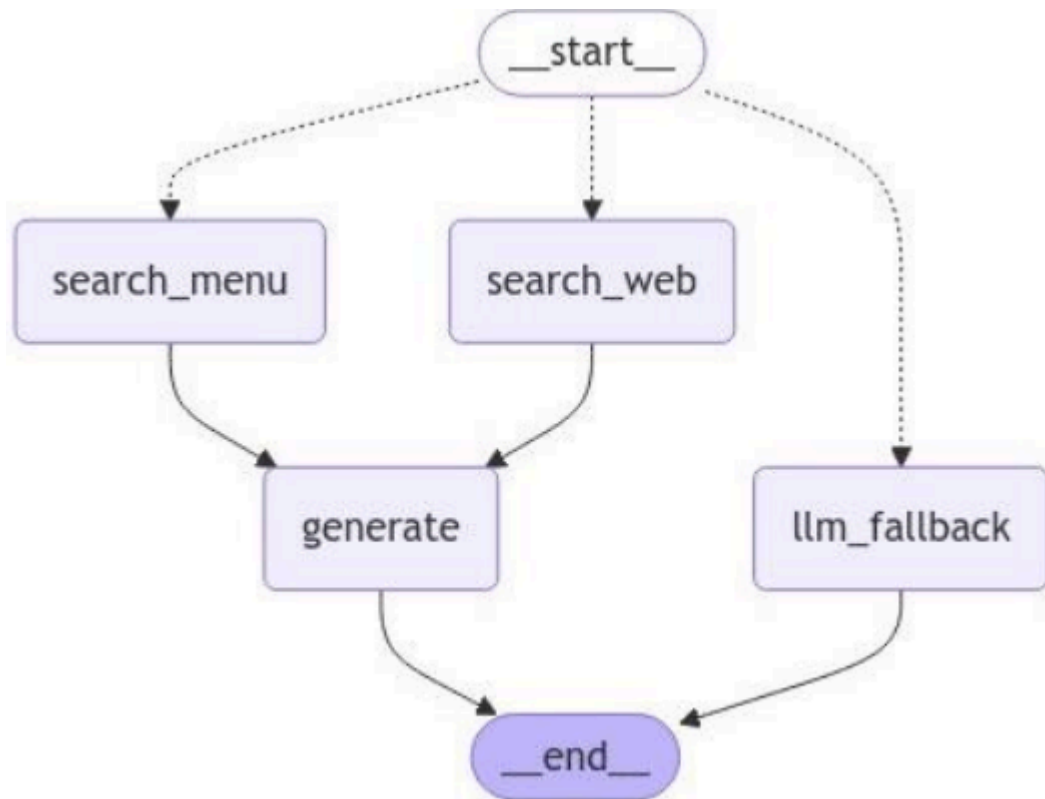 __start__
search_menu
search_web
generate
llm_fallback
__end__